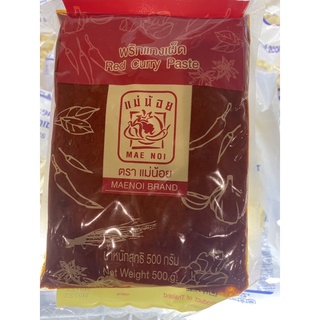 พริกแกงเผ็ด
Red Curry Paste
แม่น้อย
MAE NOI
ตรา แม่น้อย
MAENOI BRAND
น้ำหนักสุทธิ 500 กรัม
Net Weight 500 g